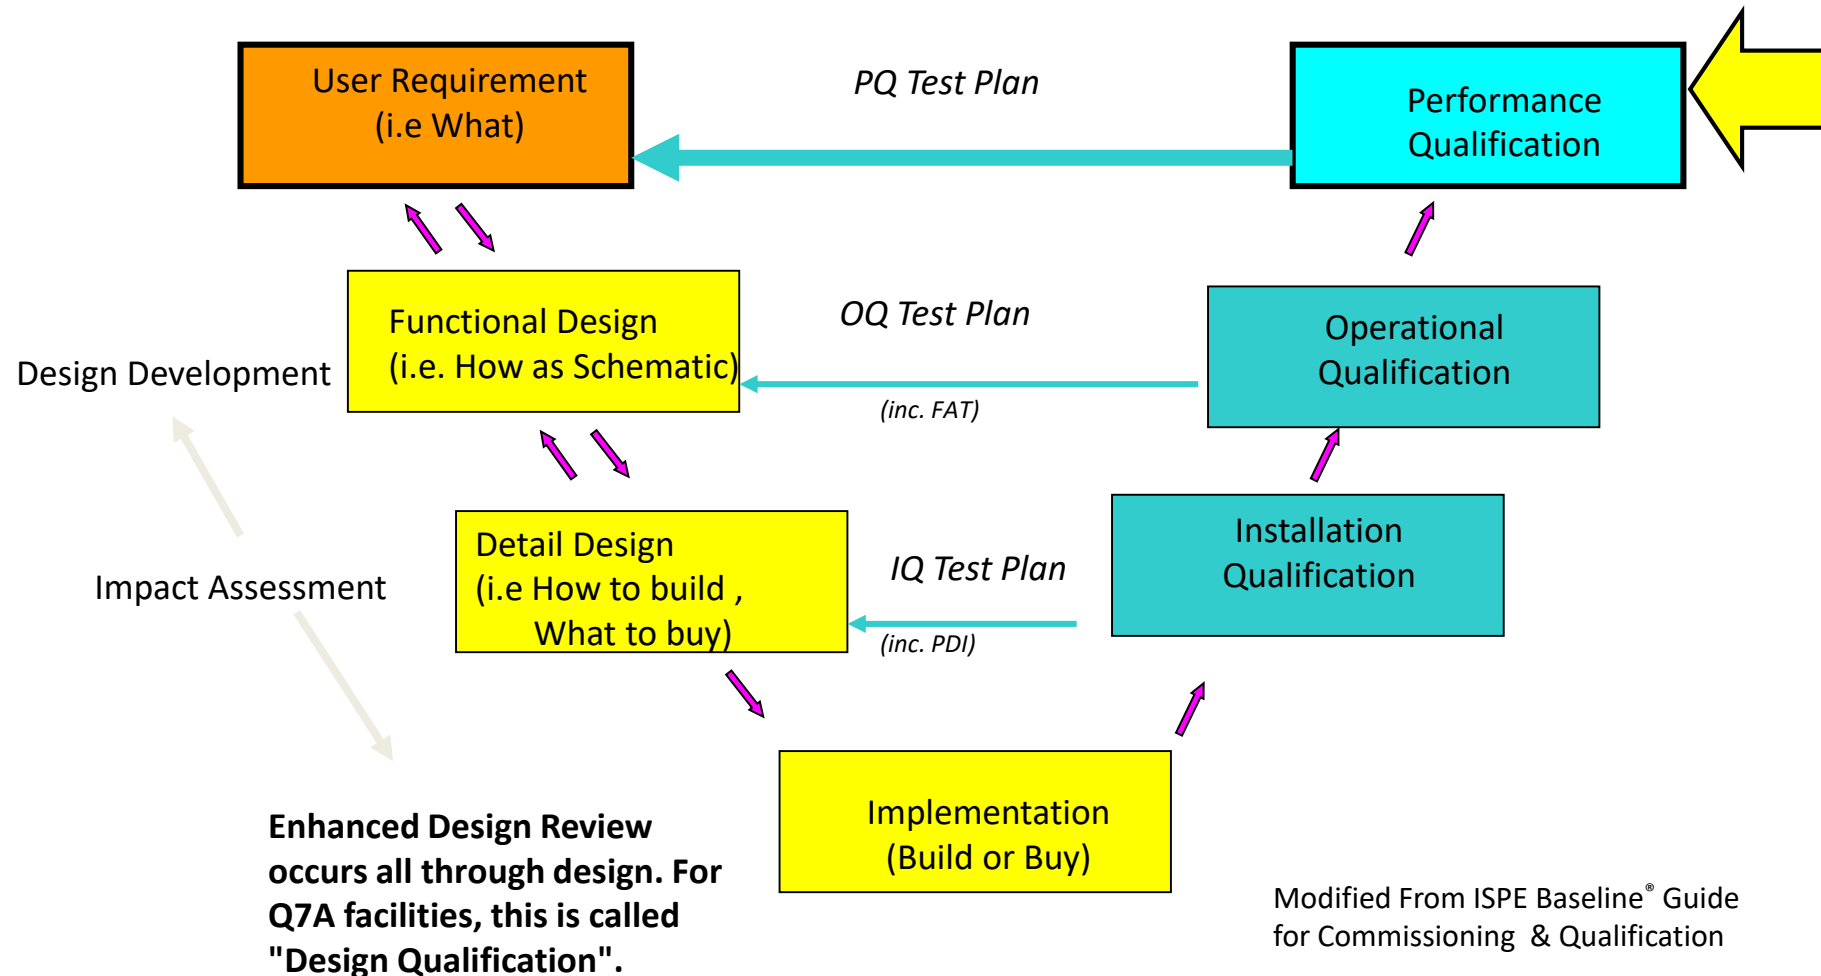 User Requirement
(i.e What)
PQ Test Plan
Performance
Qualification
Functional Design
(i.e. How as Schematic)
OQ Test Plan
(inc. FAT)
Operational
Qualification
Design Development
Detail Design
(i.e How to build ,
What to buy)
IQ Test Plan
(inc. PDI)
Installation
Qualification
Impact Assessment
Implementation
(Build or Buy)
Enhanced Design Review
occurs all through design. For
Q7A facilities, this is called
"Design Qualification".
Modified From ISPE Baseline® Guide
for Commissioning & Qualification